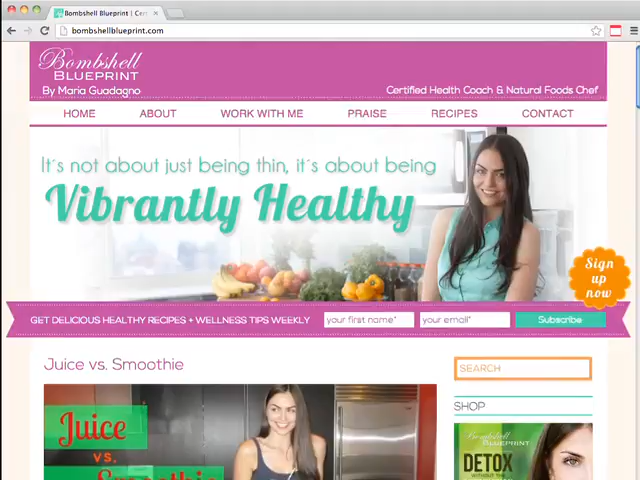 Bombshell Blueprint | Cert
bombshellblueprint.com
Bombshell
BLUEPRINT
By Maria Guadagno
Certified Health Coach & Natural Foods Chef
HOME ABOUT WORK WITH ME PRAISE RECIPES CONTACT
It's not about just being thin, it's about being
Vibrantly Healthy
Sign
up
now
GET DELICIOUS HEALTHY RECIPES + WELLNESS TIPS WEEKLY your first name* your email* Subscribe
Juice vs. Smoothie
SEARCH
SHOP
Juice
vs.
Smoothie
Bombshell
BLUEPRINT
DETOX